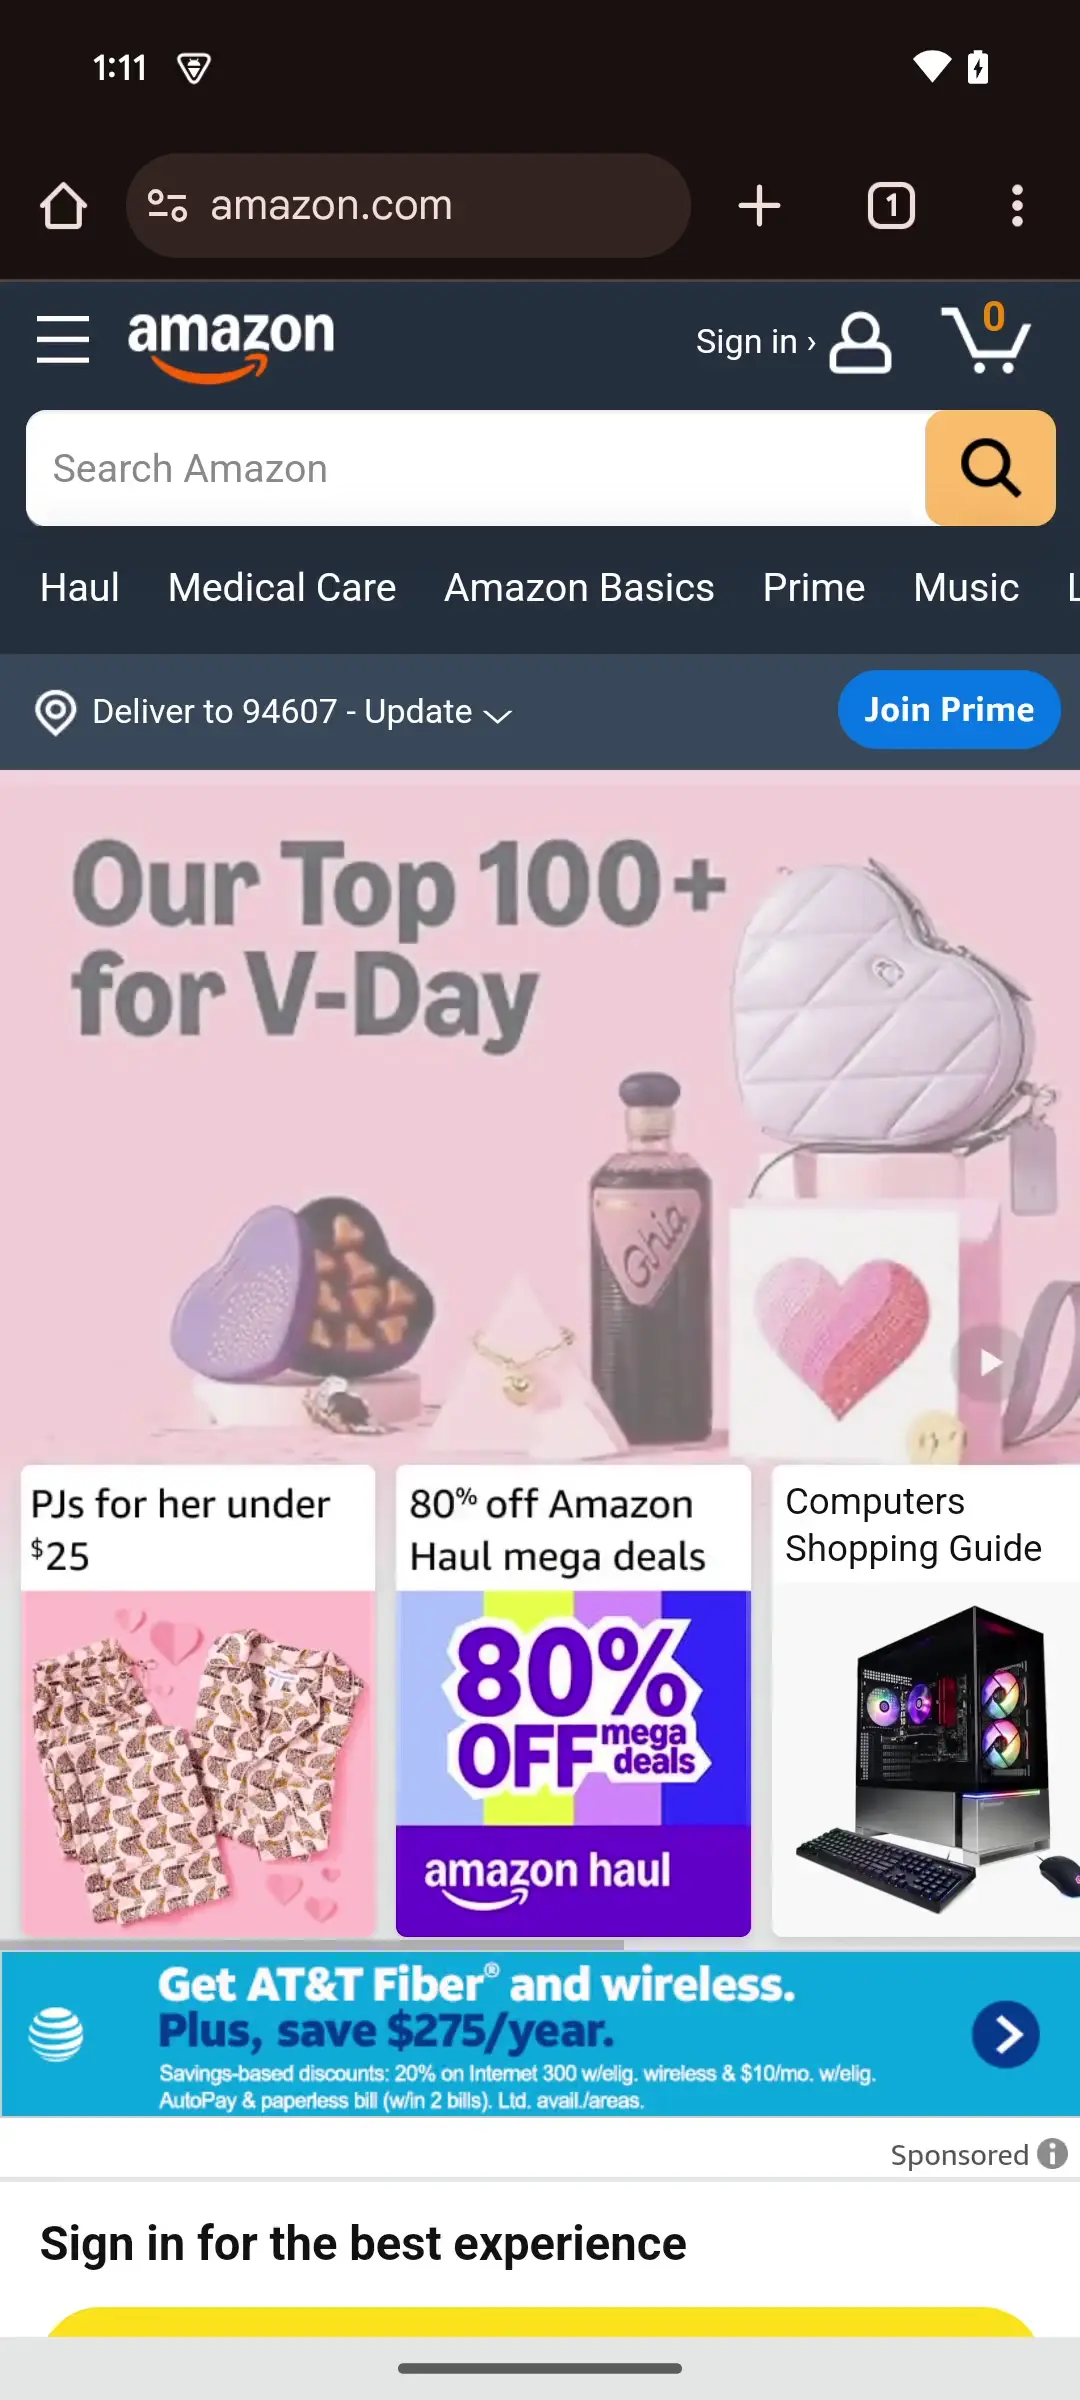 1:11
amazon.com
1
amazon
Sign in ›
0
Search Amazon
Haul Medical Care Amazon Basics Prime Music L
Deliver to 94607 - Update
Join Prime
Our Top 100+
for V-Day
Ghia
PJs for her under
$25
80% off Amazon
Haul mega deals
80%
OFF mega
deals
amazon haul
Computers
Shopping Guide
Get AT&T Fiber® and wireless.
Plus, save $275/year.
Savings-based discounts: 20% on Internet 300 w/elig. wireless & $10/mo. w/elig.
AutoPay & paperless bill (w/in 2 bills). Ltd. avail./areas.
Sponsored
Sign in for the best experience